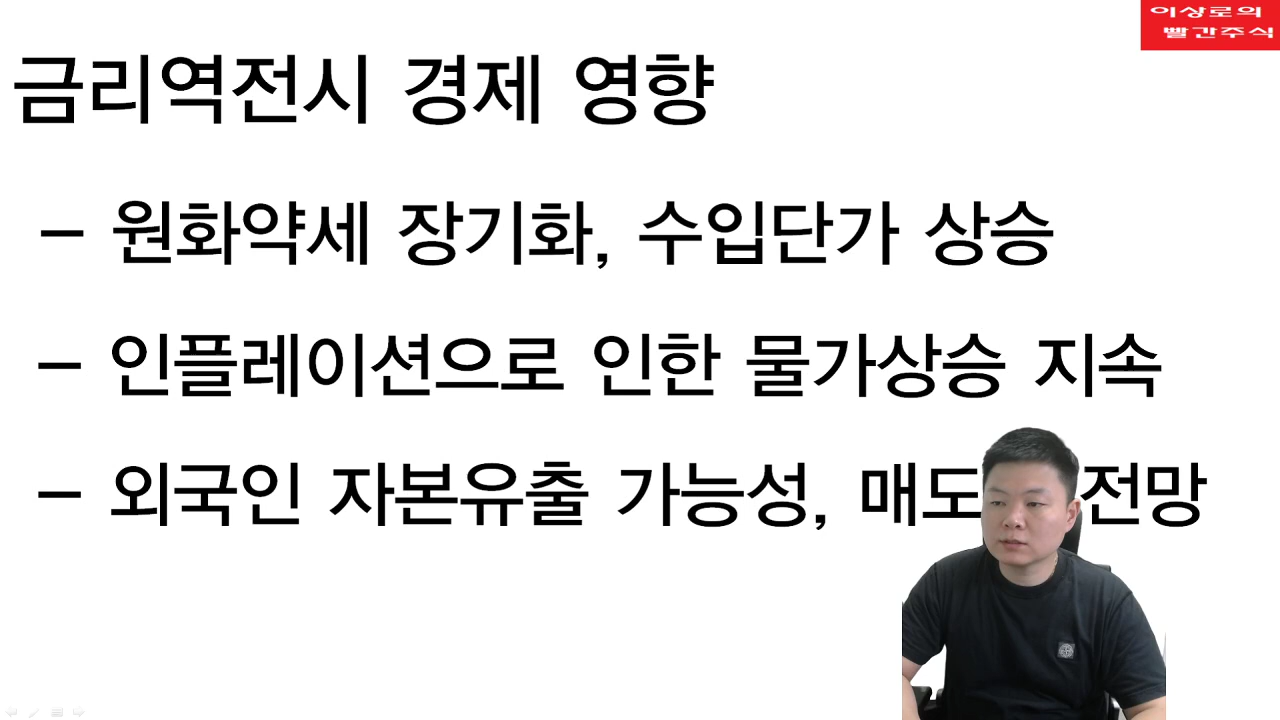 이상로의
빨간주식
금리역전시 경제 영향
- 원화약세 장기화, 수입단가 상승
- 인플레이션으로 인한 물가상승 지속
- 외국인 자본유출 가능성, 매도 전망